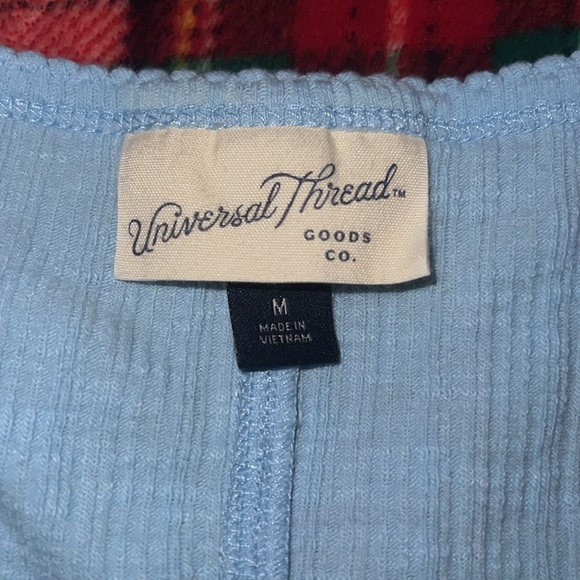 Universal Thread™
GOODS
CO.
M
MADE IN
VIETNAM